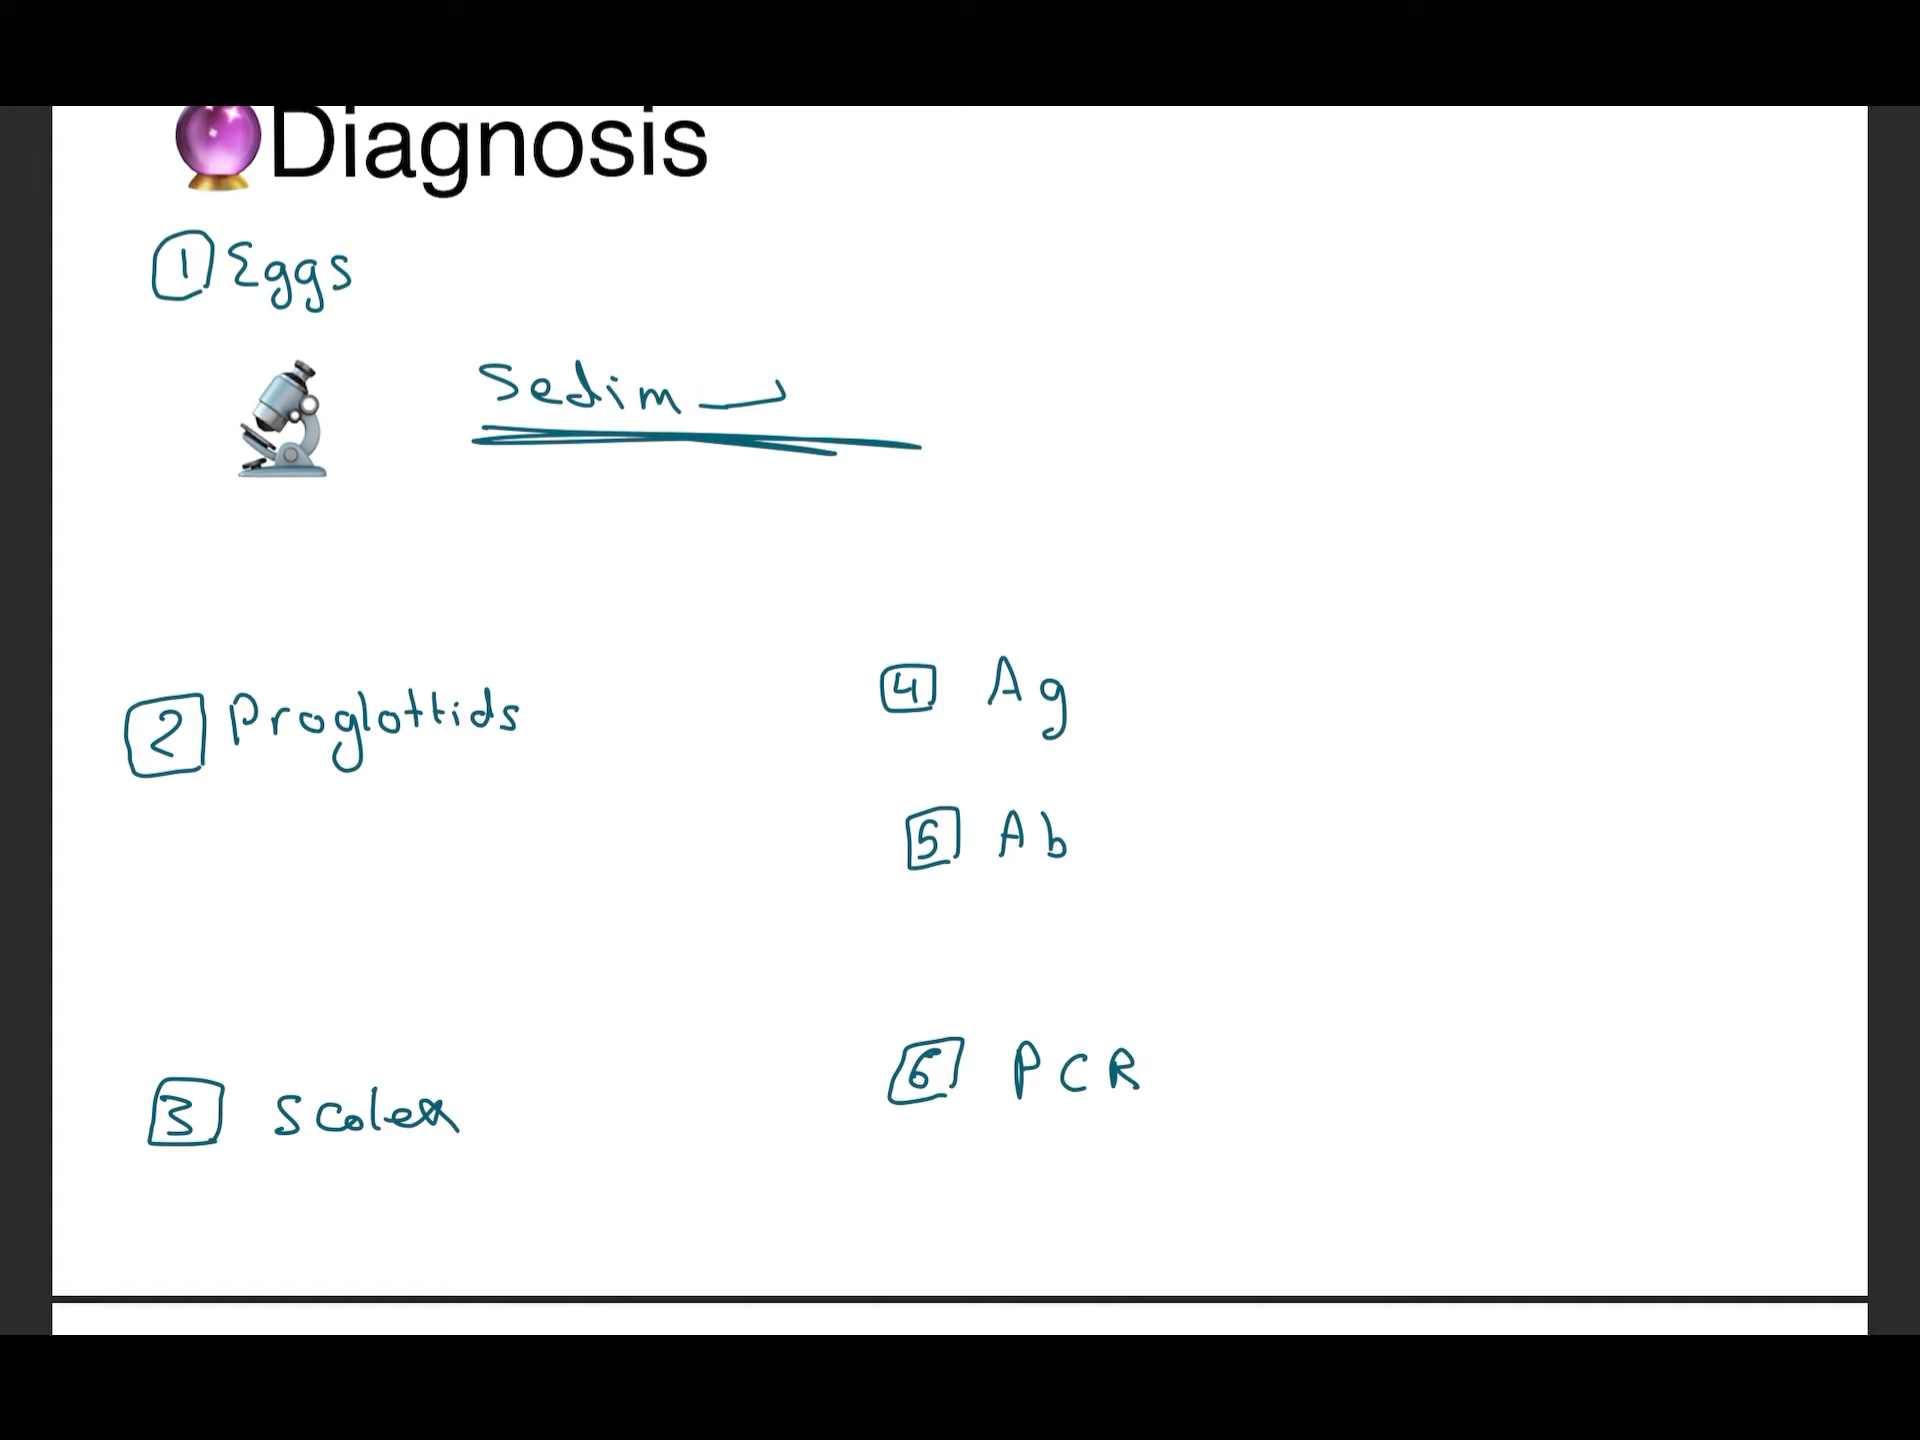 Diagnosis
1 Eggs
Sedim
2 Proglottids
3 Scolex
4 Ag
5 Ab
6 PCR